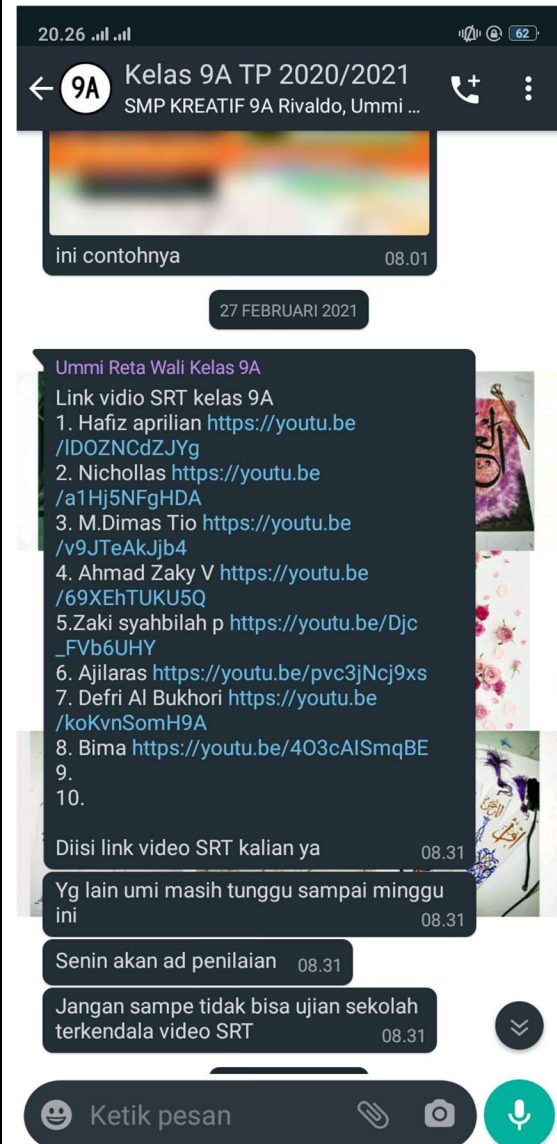 20.26
62
9A
Kelas 9A TP 2020/2021
SMP KREATIF 9A Rivaldo, Ummi ...
ini contohnya
08.01
27 FEBRUARI 2021
Ummi Reta Wali Kelas 9A
Link vidio SRT kelas 9A
1. Hafiz aprilian https://youtu.be
/lDOZNCdZJYg
2. Nichollas https://youtu.be
/a1Hj5NFgHDA
3. M.Dimas Tio https://youtu.be
/v9JTeAkJjb4
4. Ahmad Zaky V https://youtu.be
/69XEhTUKU5Q
5.Zaki syahbilah p https://youtu.be/Djc
_FVb6UHY
6. Ajilaras https://youtu.be/pvc3jNcj9xs
7. Defri Al Bukhori https://youtu.be
/koKvnSomH9A
8. Bima https://youtu.be/4O3cAISmqBE
9.
10.
Diisi link video SRT kalian ya
08.31
Yg lain umi masih tunggu sampai minggu
ini
08.31
Senin akan ad penilaian 08.31
Jangan sampe tidak bisa ujian sekolah
terkendala video SRT
08.31
Ketik pesan